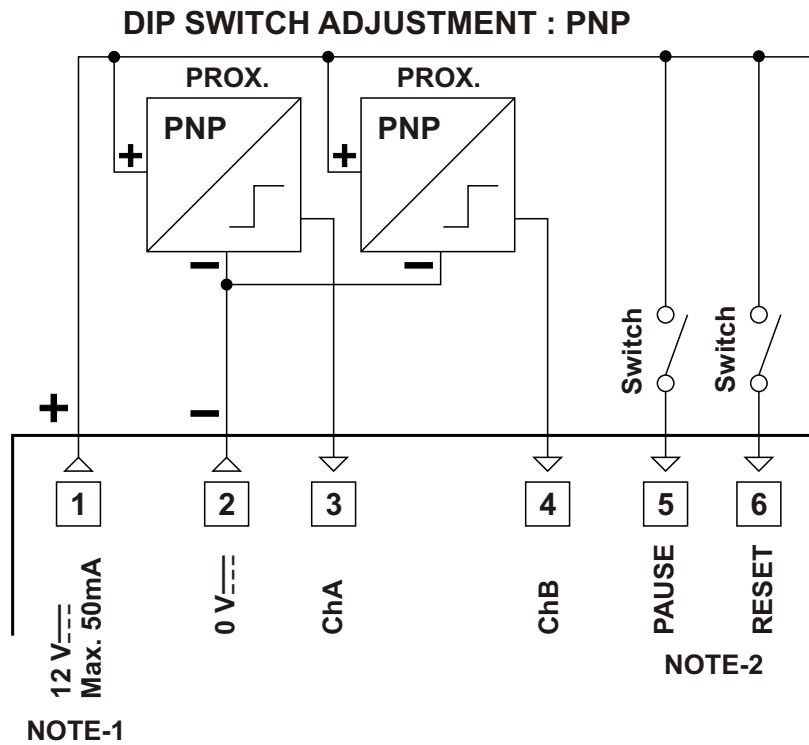 DIP SWITCH ADJUSTMENT : PNP
PROX.
PROX.
PNP
PNP
+
+
−
−
Switch
Switch
+
−
1
2
3
4
5
6
12 V⎓
Max. 50mA
0 V⎓
ChA
ChB
PAUSE
RESET
NOTE-2
NOTE-1